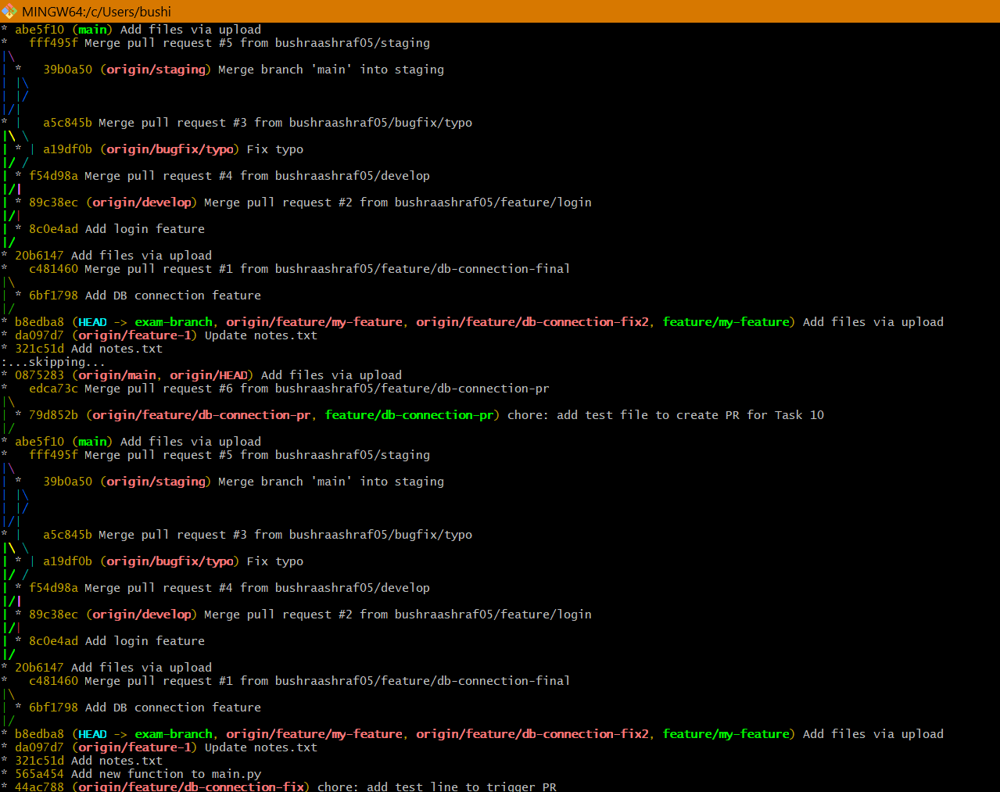 MINGW64:/c/Users/bushi
* abe5f10 (main) Add files via upload
*   fff495f Merge pull request #5 from bushraashraf05/staging
|\
| *   39b0a50 (origin/staging) Merge branch 'main' into staging
| |\
| |/
|/|
* |   a5c845b Merge pull request #3 from bushraashraf05/bugfix/typo
|\ \
| * | a19df0b (origin/bugfix/typo) Fix typo
|/ /
| * f54d98a Merge pull request #4 from bushraashraf05/develop
|/|
| * 89c38ec (origin/develop) Merge pull request #2 from bushraashraf05/feature/login
|/|
| * 8c0e4ad Add login feature
|/
* 20b6147 Add files via upload
*   c481460 Merge pull request #1 from bushraashraf05/feature/db-connection-final
|\
| * 6bf1798 Add DB connection feature
|/
* b8edba8 (HEAD -> exam-branch, origin/feature/my-feature, origin/feature/db-connection-fix2, feature/my-feature) Add files via upload
* da097d7 (origin/feature-1) Update notes.txt
* 321c51d Add notes.txt
:...skipping...
* 0875283 (origin/main, origin/HEAD) Add files via upload
*   edca73c Merge pull request #6 from bushraashraf05/feature/db-connection-pr
|\
| * 79d852b (origin/feature/db-connection-pr, feature/db-connection-pr) chore: add test file to create PR for Task 10
|/
* abe5f10 (main) Add files via upload
*   fff495f Merge pull request #5 from bushraashraf05/staging
|\
| *   39b0a50 (origin/staging) Merge branch 'main' into staging
| |\
| |/
|/|
* |   a5c845b Merge pull request #3 from bushraashraf05/bugfix/typo
|\ \
| * | a19df0b (origin/bugfix/typo) Fix typo
|/ /
| * f54d98a Merge pull request #4 from bushraashraf05/develop
|/|
| * 89c38ec (origin/develop) Merge pull request #2 from bushraashraf05/feature/login
|/|
| * 8c0e4ad Add login feature
|/
* 20b6147 Add files via upload
*   c481460 Merge pull request #1 from bushraashraf05/feature/db-connection-final
|\
| * 6bf1798 Add DB connection feature
|/
* b8edba8 (HEAD -> exam-branch, origin/feature/my-feature, origin/feature/db-connection-fix2, feature/my-feature) Add files via upload
* da097d7 (origin/feature-1) Update notes.txt
* 321c51d Add notes.txt
* 565a454 Add new function to main.py
* 44ac788 (origin/feature/db-connection-fix) chore: add test line to trigger PR